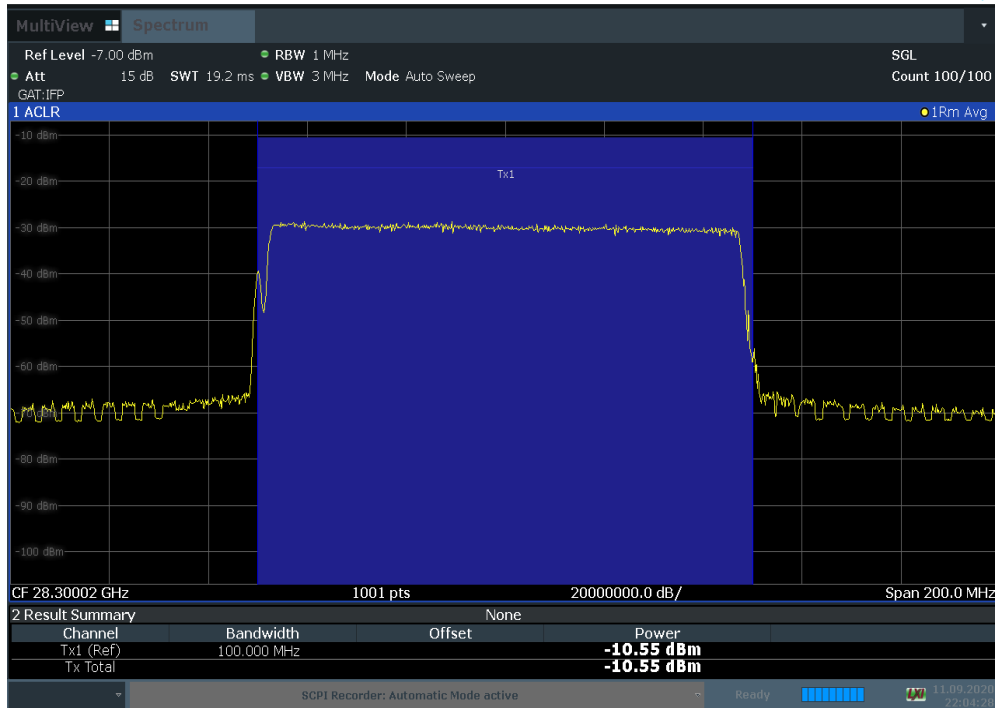 MultiView Spectrum
Ref Level -7.00 dBm RBW 1 MHz SGL
Att 15 dB SWT 19.2 ms VBW 3 MHz Mode Auto Sweep Count 100/100
GAT:IFP
1 ACLR 1Rm Avg
-10 dBm
Tx1
-20 dBm
-30 dBm
-40 dBm
-50 dBm
-60 dBm
-80 dBm
-90 dBm
-100 dBm
CF 28.30002 GHz 1001 pts 20000000.0 dB/ Span 200.0 MHz
2 Result Summary None
Channel Bandwidth Offset Power
Tx1 (Ref) 100.000 MHz -10.55 dBm
Tx Total -10.55 dBm
SCPI Recorder: Automatic Mode active Ready LXI 11.09.2020
22:04:28